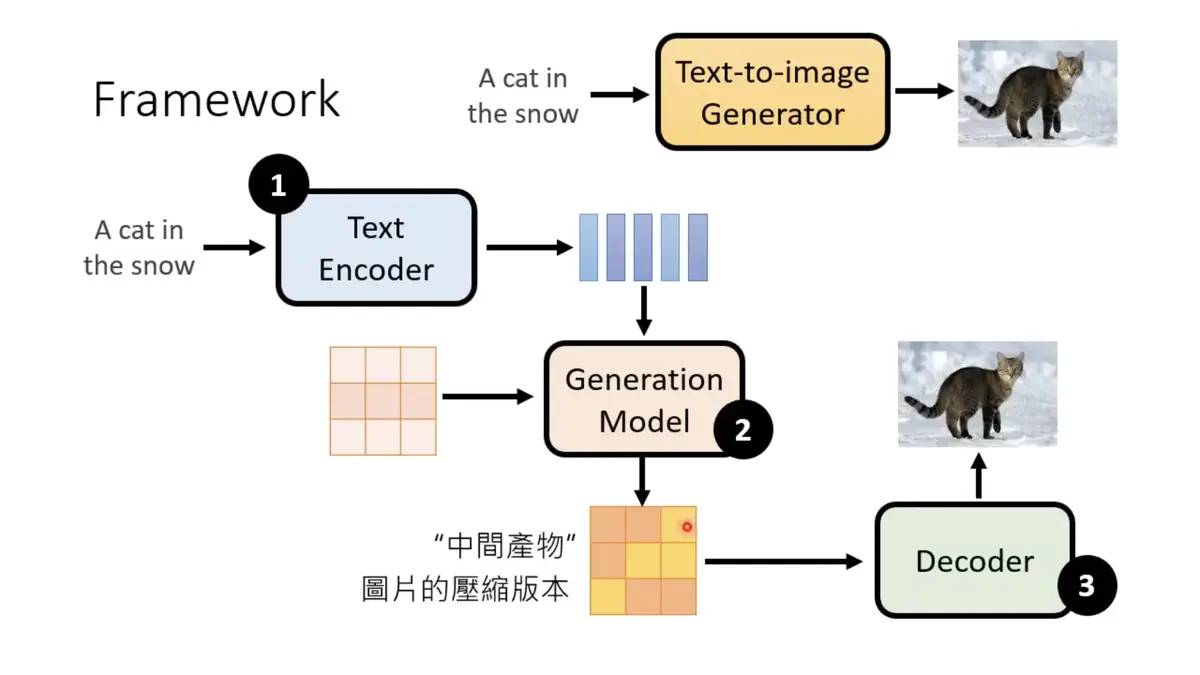 Framework
A cat in
the snow
Text-to-image
Generator
1
A cat in
the snow
Text
Encoder
Generation
Model
2
“中間產物”
圖片的壓縮版本
Decoder
3